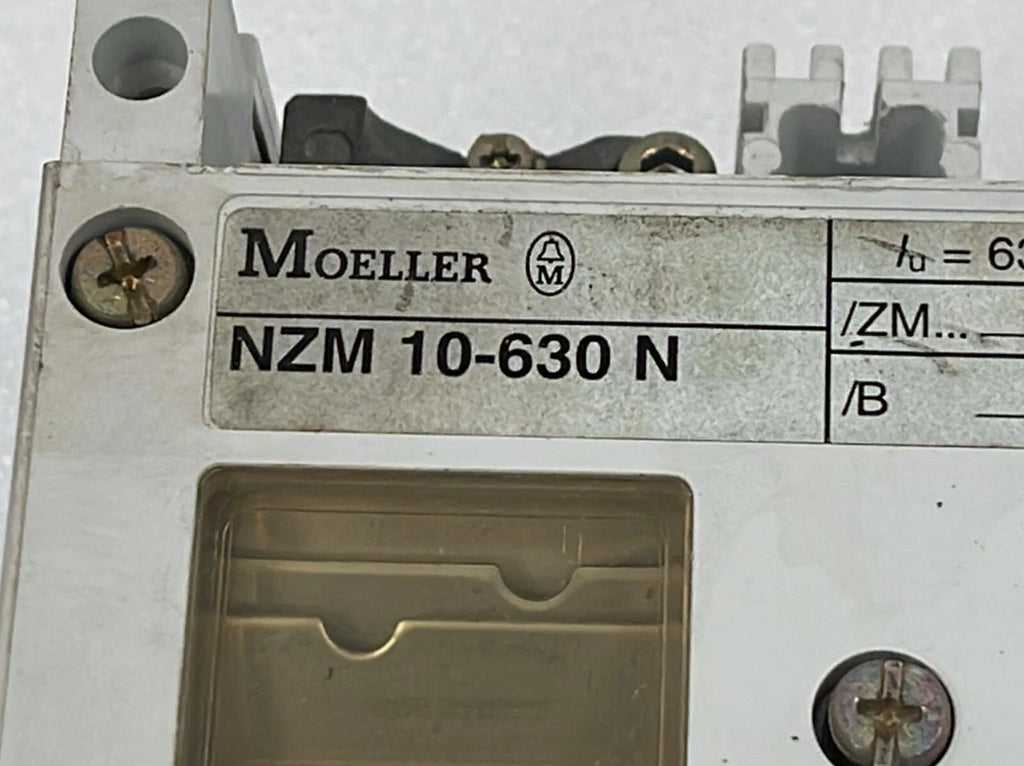 MOELLER M
NZM 10-630 N
Iu = 63
/ZM...
/B